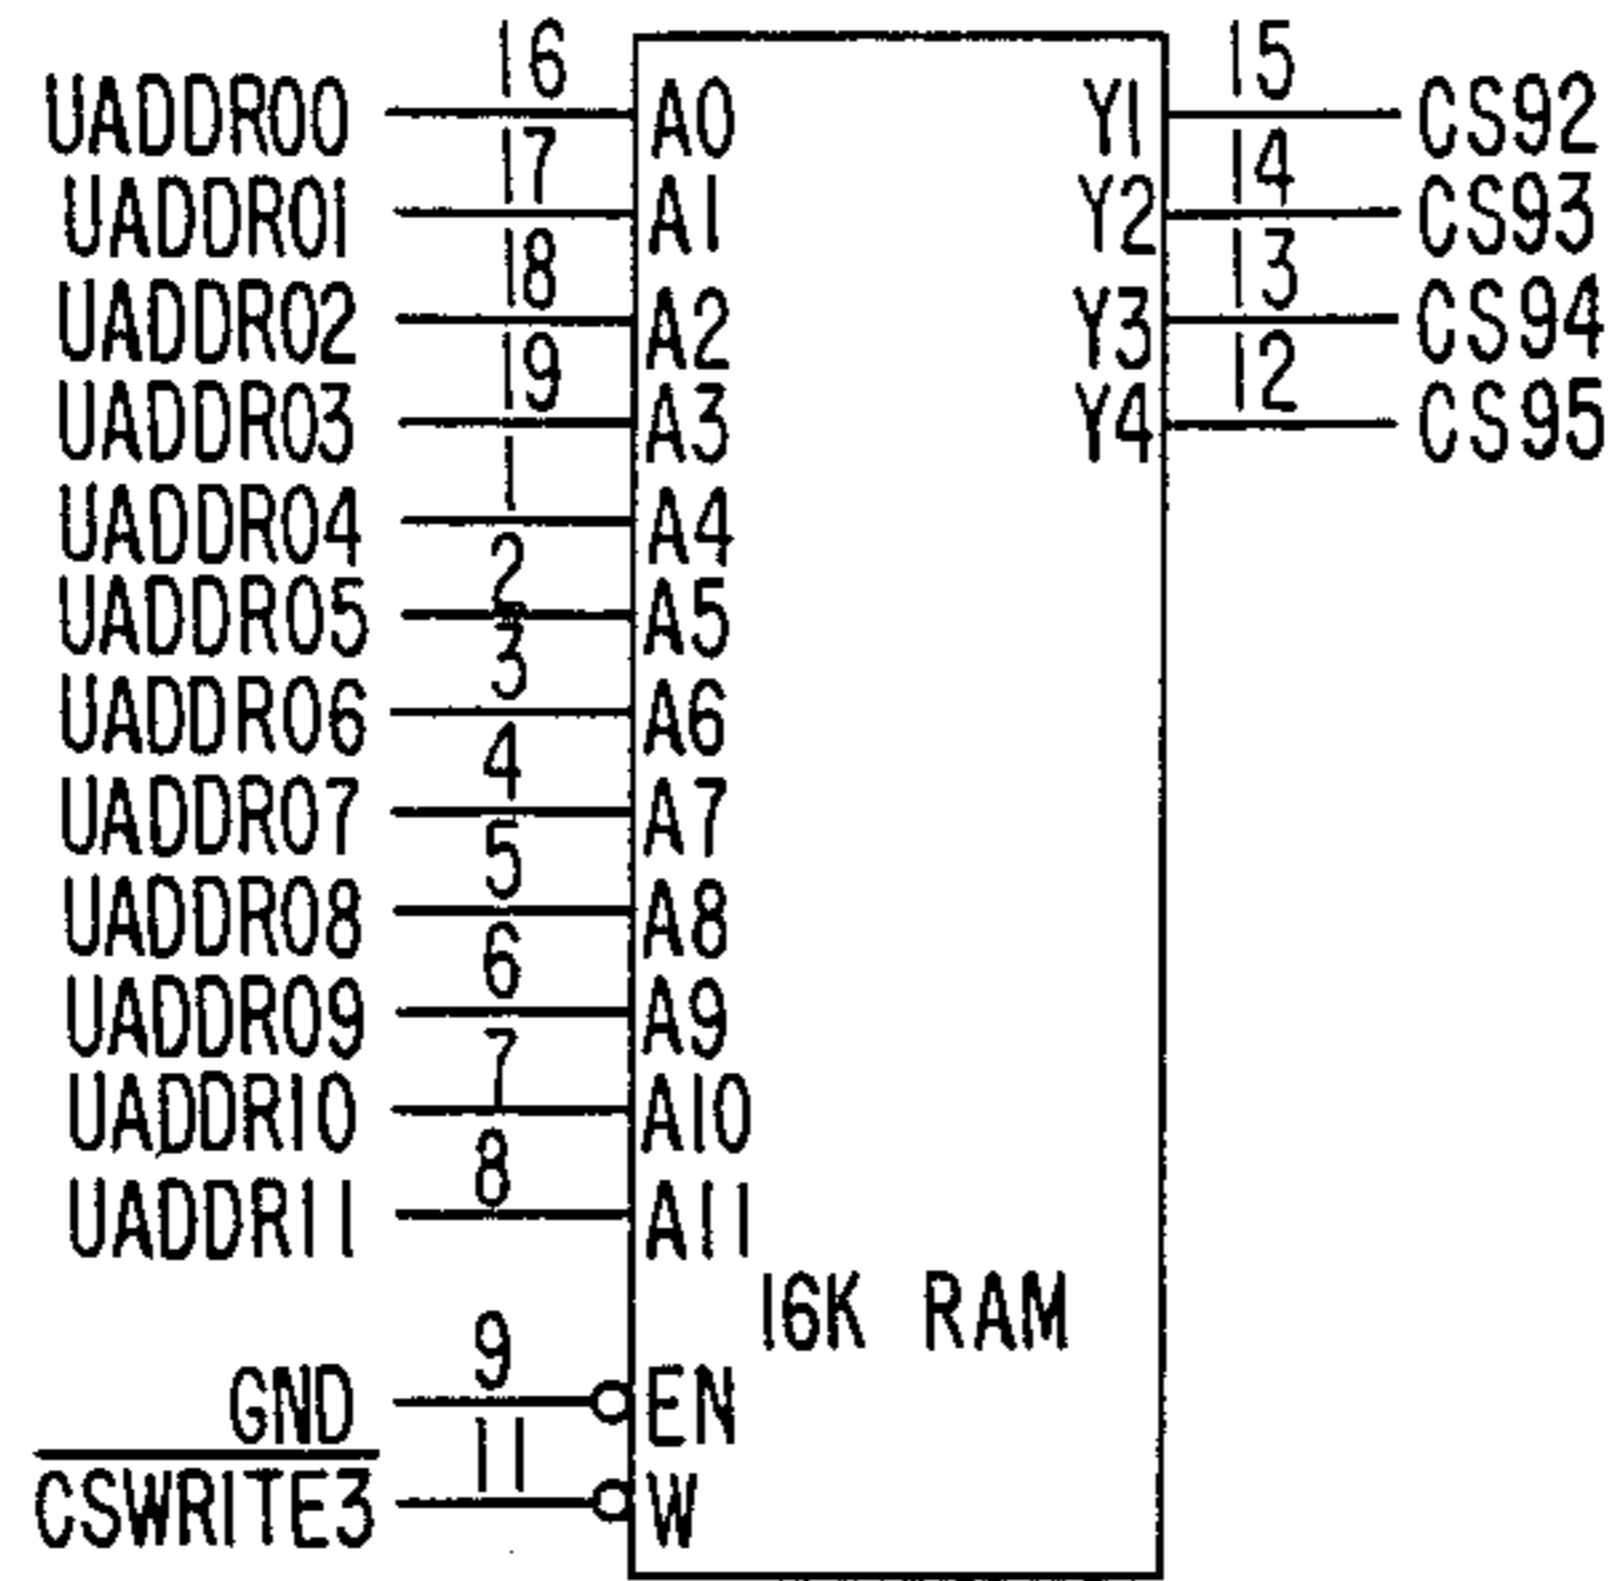 16 15
UADDR00 A0 Y1 CS92
17 14
UADDR01 A1 Y2 CS93
18 13
UADDR02 A2 Y3 CS94
19 12
UADDR03 A3 Y4 CS95
1
UADDR04 A4
2
UADDR05 A5
3
UADDR06 A6
4
UADDR07 A7
5
UADDR08 A8
6
UADDR09 A9
7
UADDR10 A10
8
UADDR11 A11
16K RAM
9
GND EN
11
CSWRITE3 W